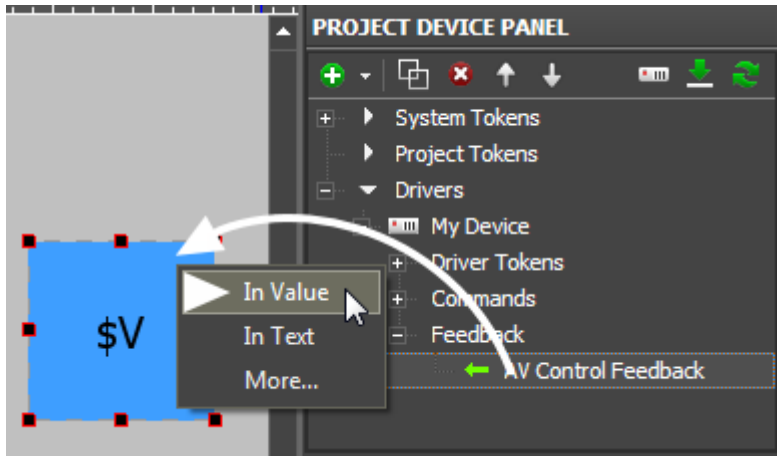 PROJECT DEVICE PANEL
System Tokens
Project Tokens
Drivers
My Device
Driver Tokens
Commands
Feedback
AV Control Feedback
$V
In Value
In Text
More...